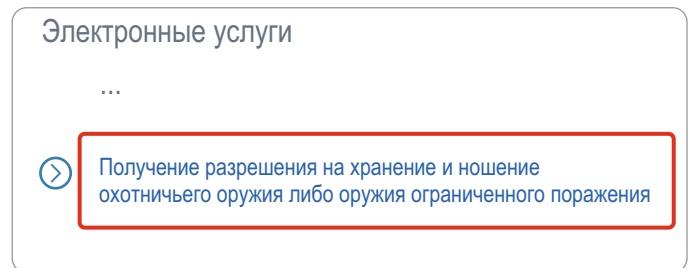 Электронные услуги
...
Получение разрешения на хранение и ношение
охотничьего оружия либо оружия ограниченного поражения